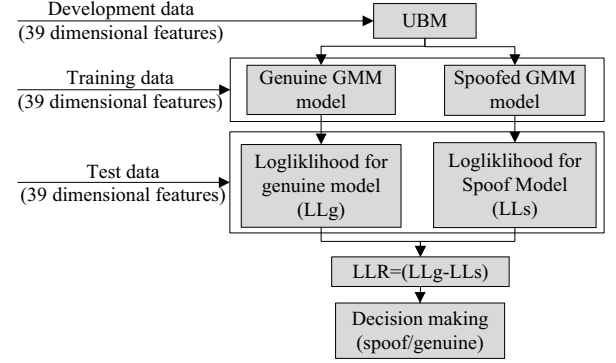 Development data
(39 dimensional features)
UBM
Training data
(39 dimensional features)
Genuine GMM
model
Spoofed GMM
model
Test data
(39 dimensional features)
Logliklihood for
genuine model
(LLg)
Logliklihood for
Spoof Model
(LLs)
LLR=(LLg-LLs)
Decision making
(spoof/genuine)